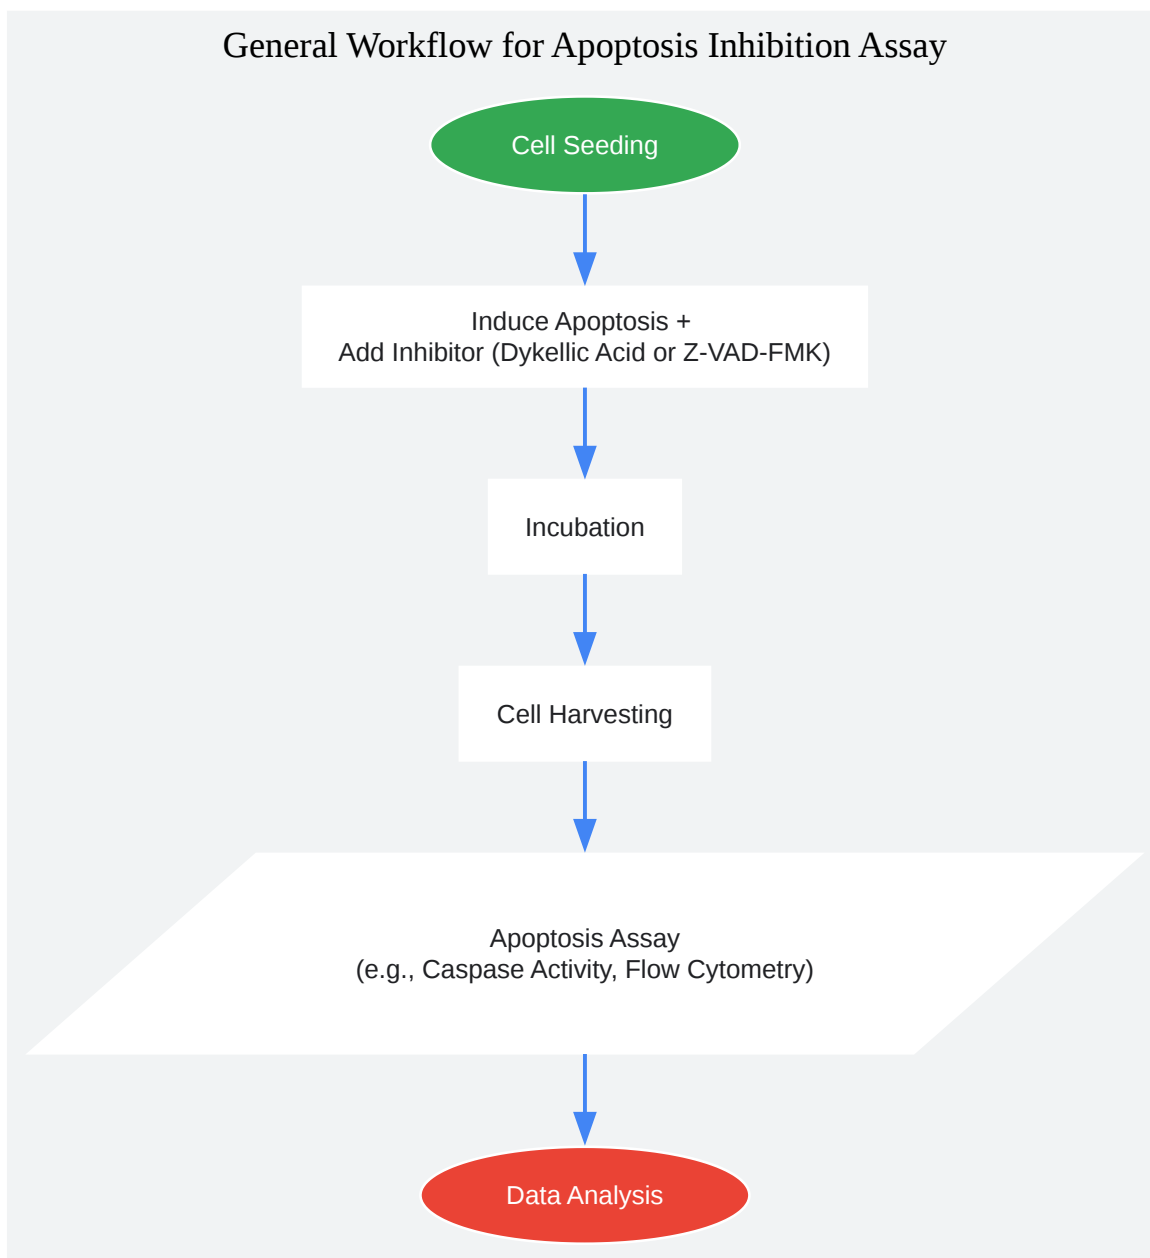 General Workflow for Apoptosis Inhibition Assay
Cell Seeding
Induce Apoptosis +
Add Inhibitor (Dykellic Acid or Z-VAD-FMK)
Incubation
Cell Harvesting
Apoptosis Assay
(e.g., Caspase Activity, Flow Cytometry)
Data Analysis